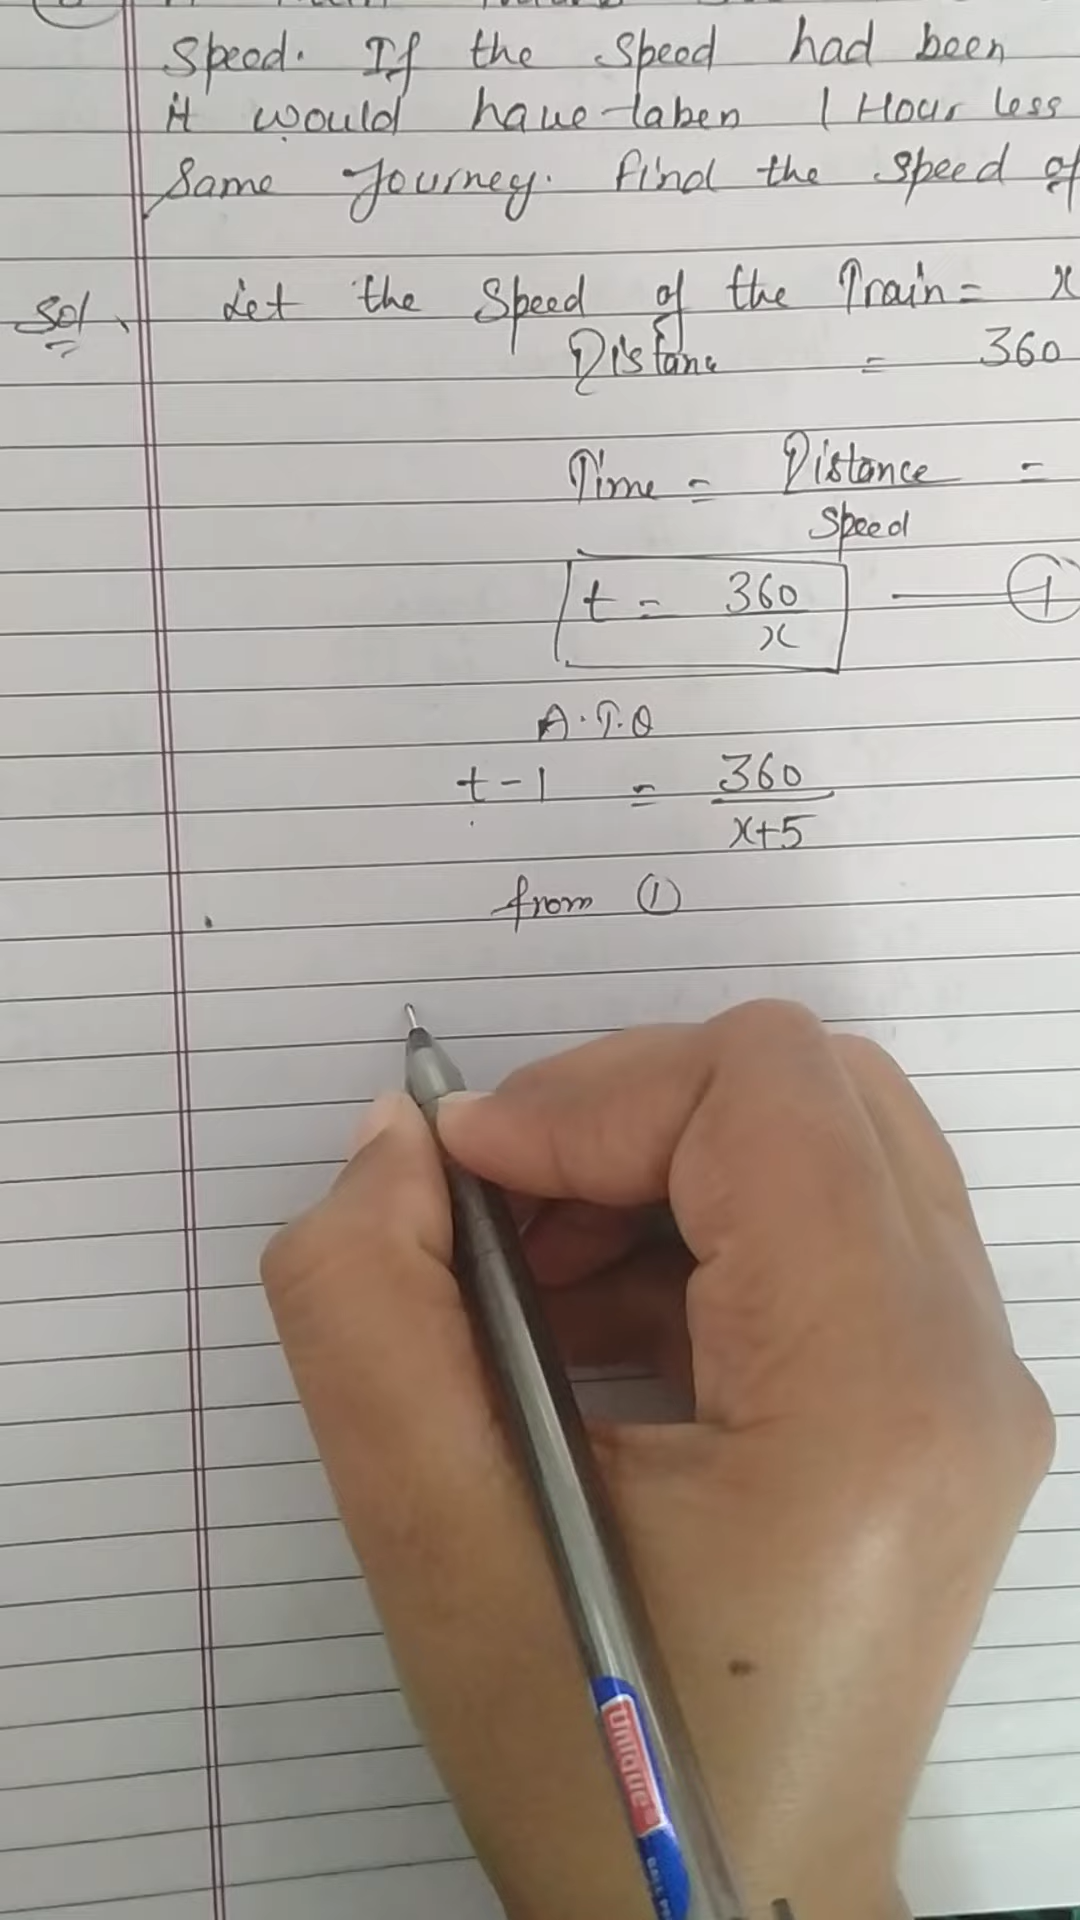 Speed. If the Speed had been
it would have taken 1 Hour less
Same Journey. find the speed of
Sol. Let the Speed of the Train = x
Distanc = 360
Time = Distance =
Speed
t = 360 1
x
A.T.Q
t-1 = 360
x+5
from 1
Unique